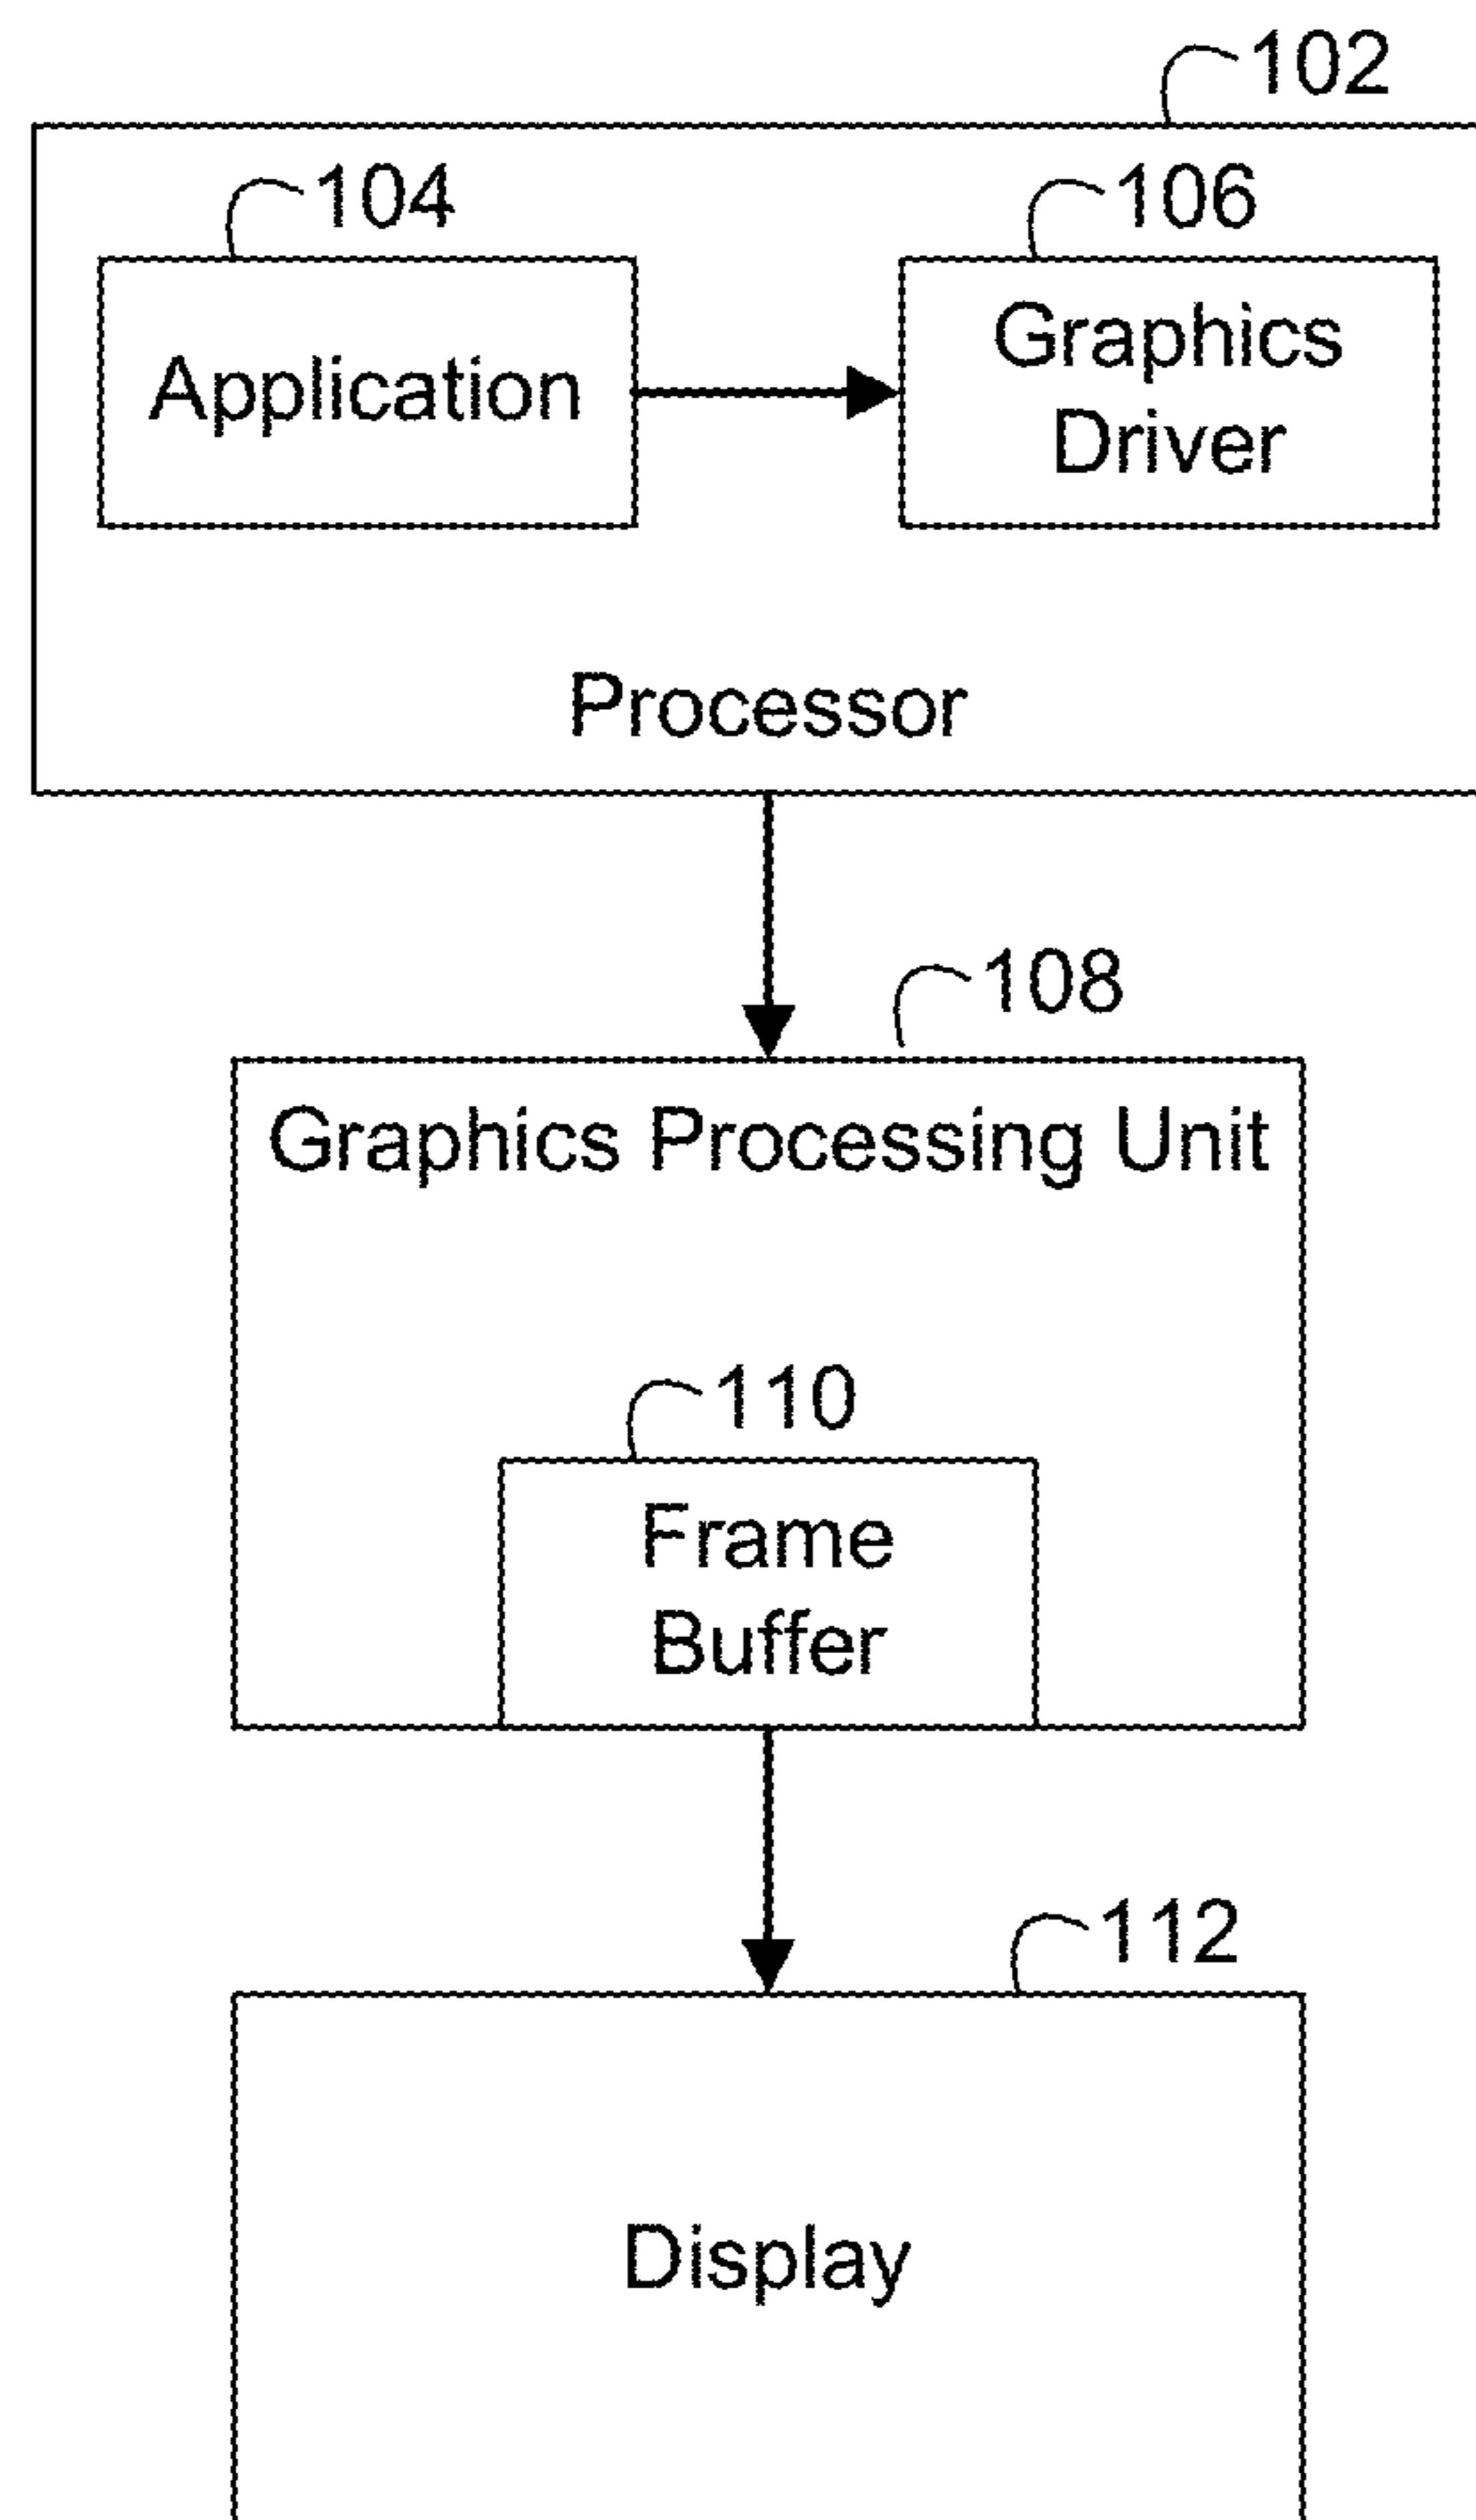 102
104
106
Application
Graphics
Driver
Processor
108
Graphics Processing Unit
110
Frame
Buffer
112
Display